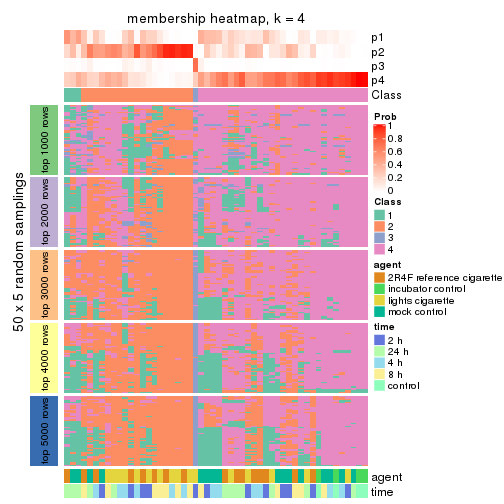 membership heatmap, k = 4
p1
p2
p3
p4
Class
50 x 5 random samplings
top 1000 rows
top 2000 rows
top 3000 rows
top 4000 rows
top 5000 rows
agent
time
Prob
1
0.8
0.6
0.4
0.2
0
Class
1
2
3
4
agent
2R4F reference cigarette
incubator control
lights cigarette
mock control
time
2 h
24 h
4 h
8 h
control